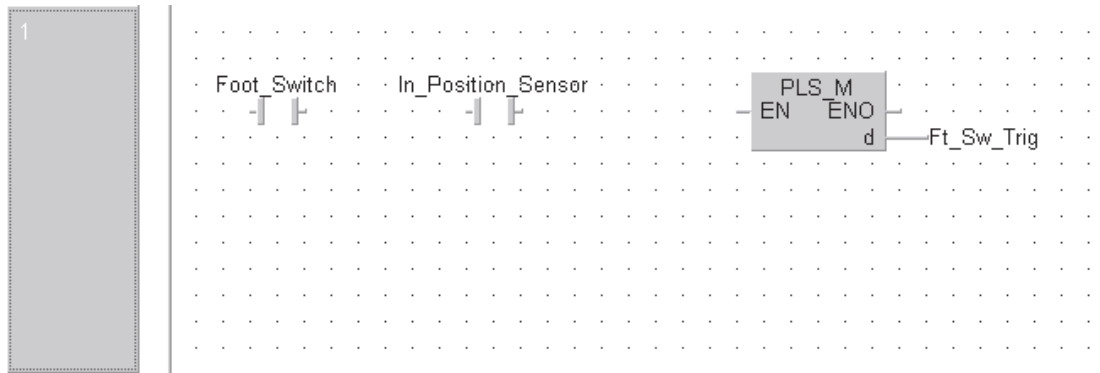 1
Foot_Switch In_Position_Sensor PLS_M
EN ENO
d Ft_Sw_Trig